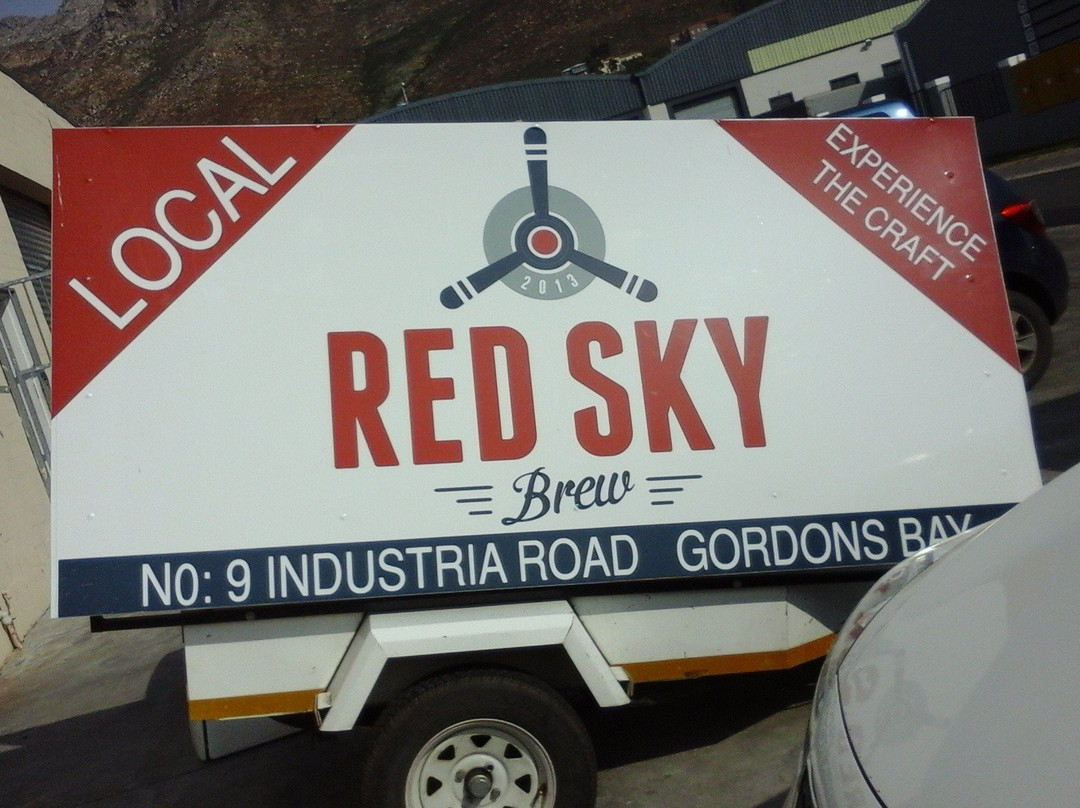 LOCAL
EXPERIENCE
THE CRAFT
2013
RED SKY
Brew
N0: 9 INDUSTRIA ROAD GORDONS BAY